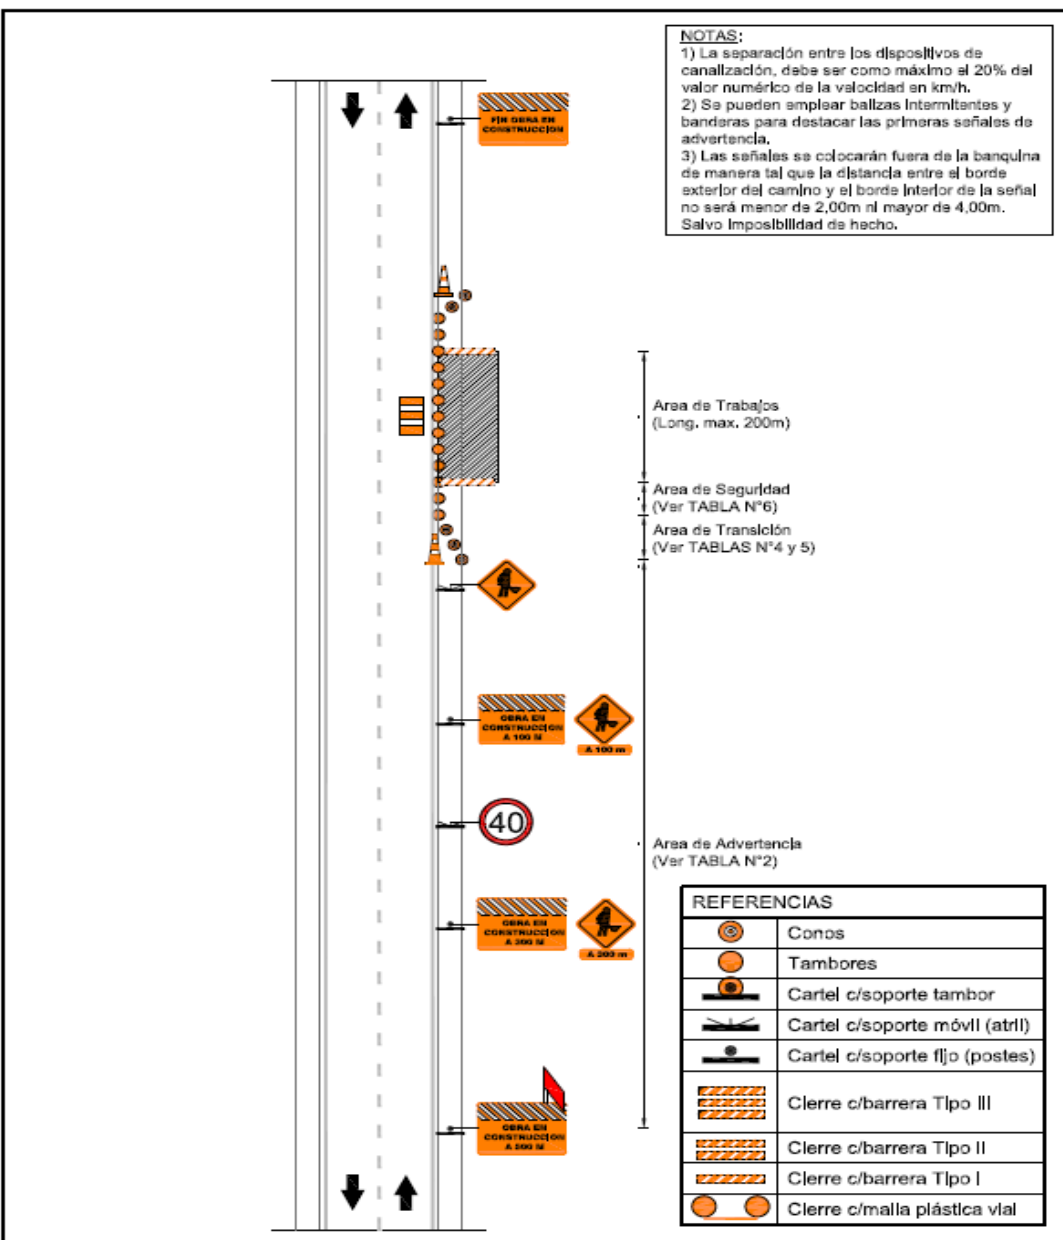 NOTAS:
1) La separación entre los dispositivos de
canalización, debe ser como máximo el 20% del
valor numérico de la velocidad en km/h.
2) Se pueden emplear balizas intermitentes y
banderas para destacar las primeras señales de
advertencia.
3) Las señales se colocarán fuera de la banquina
de manera tal que la distancia entre el borde
exterior del camino y el borde interior de la señal
no será menor de 2,00m ni mayor de 4,00m.
Salvo imposibilidad de hecho.
FIN OBRA EN
CONSTRUCCION
Area de Trabajos
(Long. max. 200m)
Area de Seguridad
(Ver TABLA N°6)
Area de Transición
(Ver TABLAS N°4 y 5)
OBRA EN
CONSTRUCCION
A 100 M
A 100 m
40
Area de Advertencia
(Ver TABLA N°2)
OBRA EN
CONSTRUCCION
A 300 M
A 300 m
OBRA EN
CONSTRUCCION
A 500 M
REFERENCIAS
Conos
Tambores
Cartel c/soporte tambor
Cartel c/soporte móvil (atril)
Cartel c/soporte fijo (postes)
Cierre c/barrera Tipo III
Cierre c/barrera Tipo II
Cierre c/barrera Tipo I
Cierre c/malla plástica vial